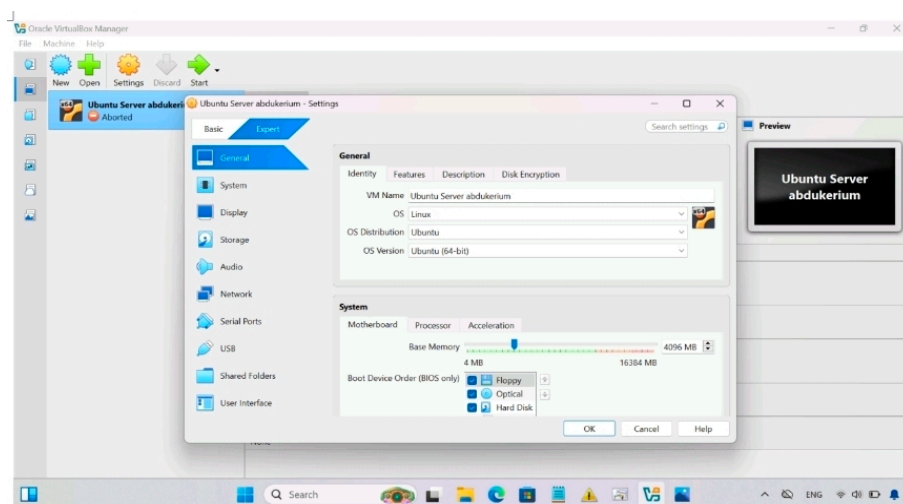 Oracle VirtualBox Manager
File Machine Help
New Open Settings Discard Start
Ubuntu Server abdukeri
Aborted
Ubuntu Server abdukerium - Settings
Basic Expert
Search settings
General
System
Display
Storage
Audio
Network
Serial Ports
USB
Shared Folders
User Interface
General
Identity Features Description Disk Encryption
VM Name Ubuntu Server abdukerium
OS Linux
OS Distribution Ubuntu
OS Version Ubuntu (64-bit)
System
Motherboard Processor Acceleration
Base Memory 4096 MB
4 MB 16384 MB
Boot Device Order (BIOS only) Floppy
Optical
Hard Disk
OK Cancel Help
Preview
Ubuntu Server
abdukerium
Search
ENG